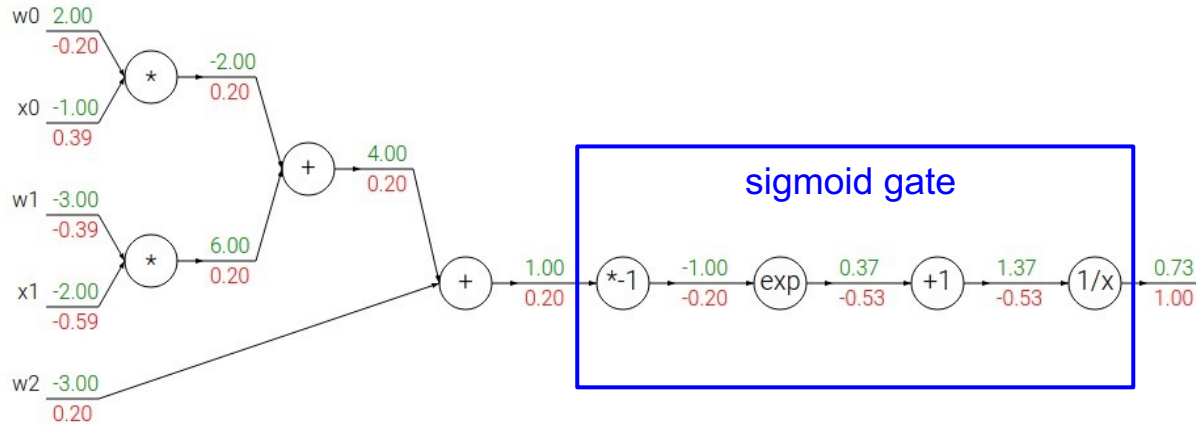 w0 2.00
-0.20
* -2.00
0.20
x0 -1.00
0.39
+ 4.00
0.20
sigmoid gate
w1 -3.00
-0.39
* 6.00
0.20
x1 -2.00
-0.59
+ 1.00 *-1 -1.00 exp 0.37 +1 1.37 1/x 0.73
0.20 -0.20 -0.53 -0.53 1.00
w2 -3.00
0.20